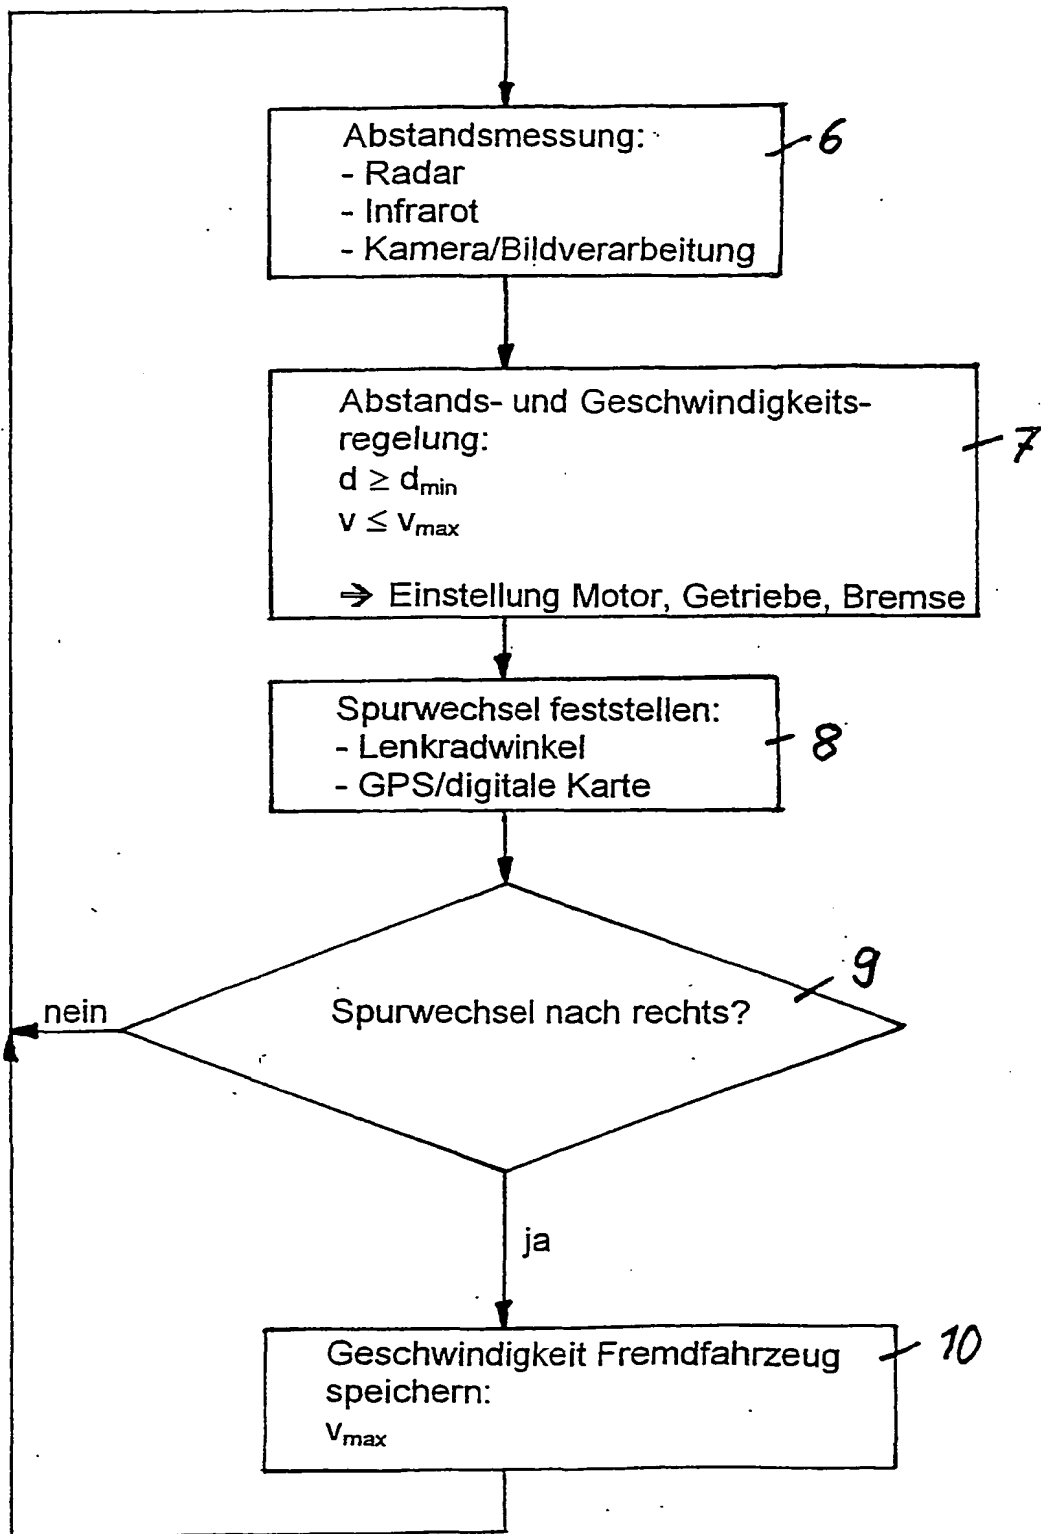 Abstandsmessung:
6
- Radar
- Infrarot
- Kamera/Bildverarbeitung
Abstands- und Geschwindigkeits-
7
regelung:
d ≥ dmin
v ≤ vmax
➔ Einstellung Motor, Getriebe, Bremse
Spurwechsel feststellen:
8
- Lenkradwinkel
- GPS/digitale Karte
9
nein
Spurwechsel nach rechts?
ja
Geschwindigkeit Fremdfahrzeug
10
speichern:
vmax